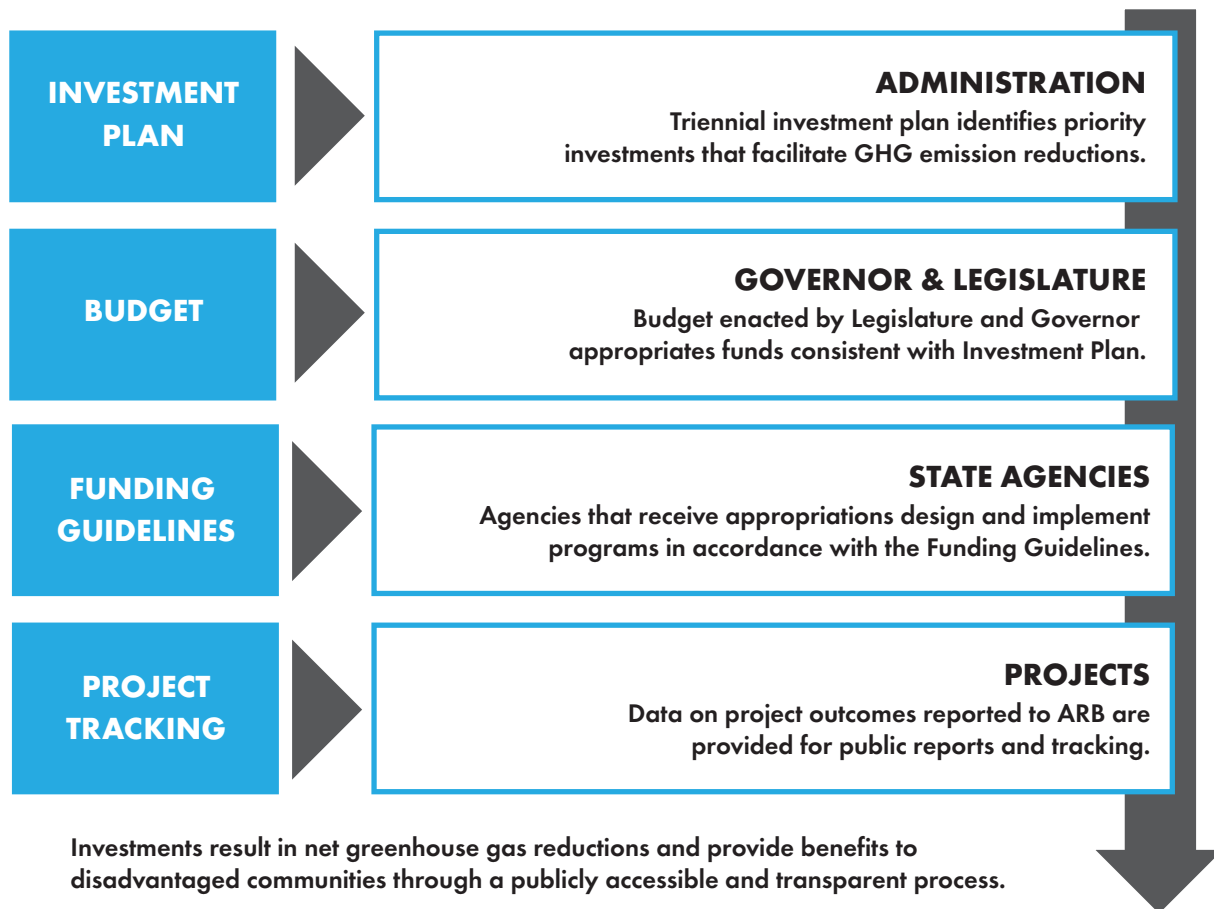 INVESTMENT
PLAN
ADMINISTRATION
Triennial investment plan identifies priority
investments that facilitate GHG emission reductions.
BUDGET
GOVERNOR & LEGISLATURE
Budget enacted by Legislature and Governor
appropriates funds consistent with Investment Plan.
FUNDING
GUIDELINES
STATE AGENCIES
Agencies that receive appropriations design and implement
programs in accordance with the Funding Guidelines.
PROJECT
TRACKING
PROJECTS
Data on project outcomes reported to ARB are
provided for public reports and tracking.
Investments result in net greenhouse gas reductions and provide benefits to
disadvantaged communities through a publicly accessible and transparent process.